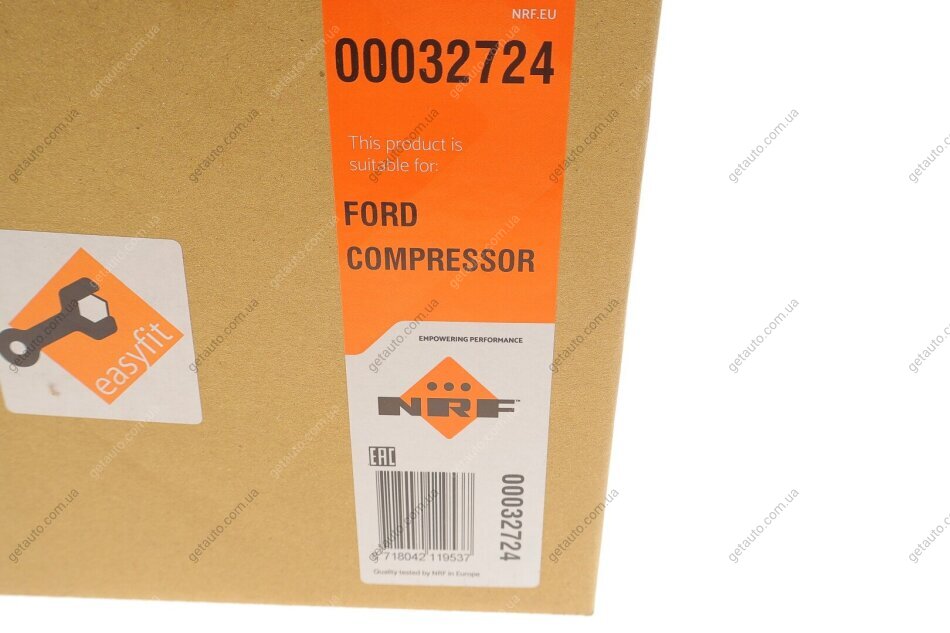 NRF.EU
00032724
This product is
suitable for:
FORD
COMPRESSOR
easyfit
EMPOWERING PERFORMANCE
NRF™
EAC
00032724
718042 119537
Quality tested by NRF in Europe
getauto.com.ua